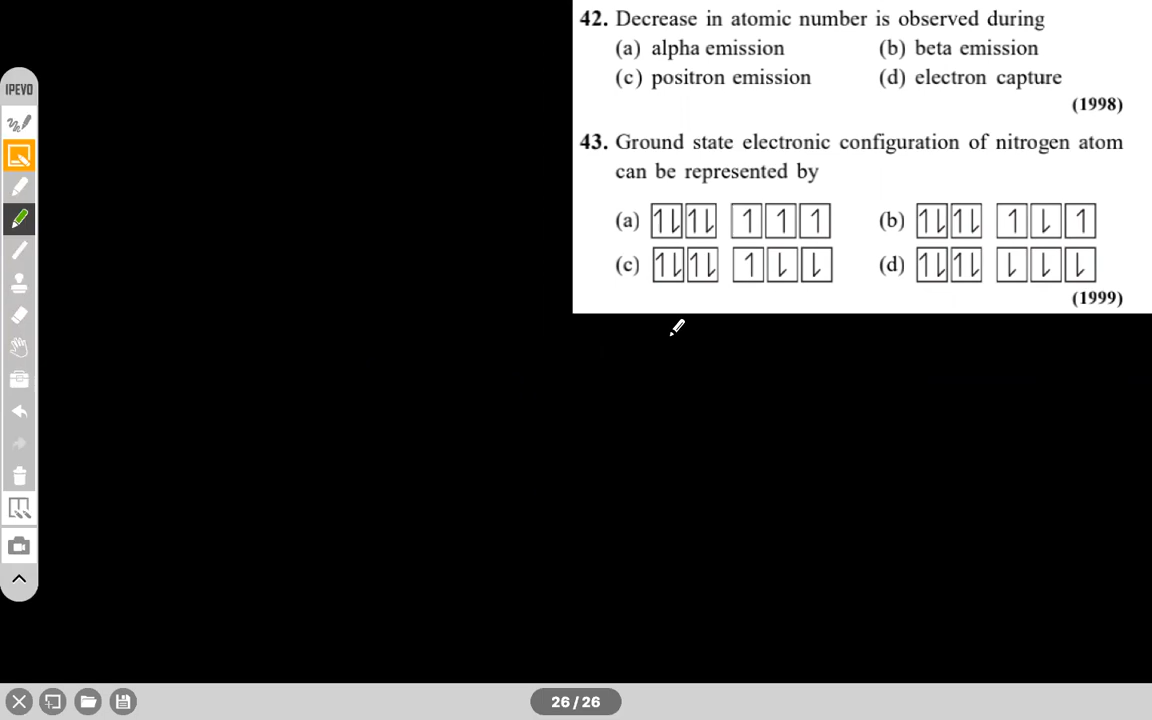 IPEVO
42. Decrease in atomic number is observed during
(a) alpha emission (b) beta emission
(c) positron emission (d) electron capture
(1998)
43. Ground state electronic configuration of nitrogen atom
can be represented by
(a) ↿⇂ ↿⇂ ↿ ↿ ↿ (b) ↿⇂ ↿⇂ ↿ ⇂ ↿
(c) ↿⇂ ↿⇂ ↿ ⇂ ⇂ (d) ↿⇂ ↿⇂ ⇂ ⇂ ⇂
(1999)
26 / 26